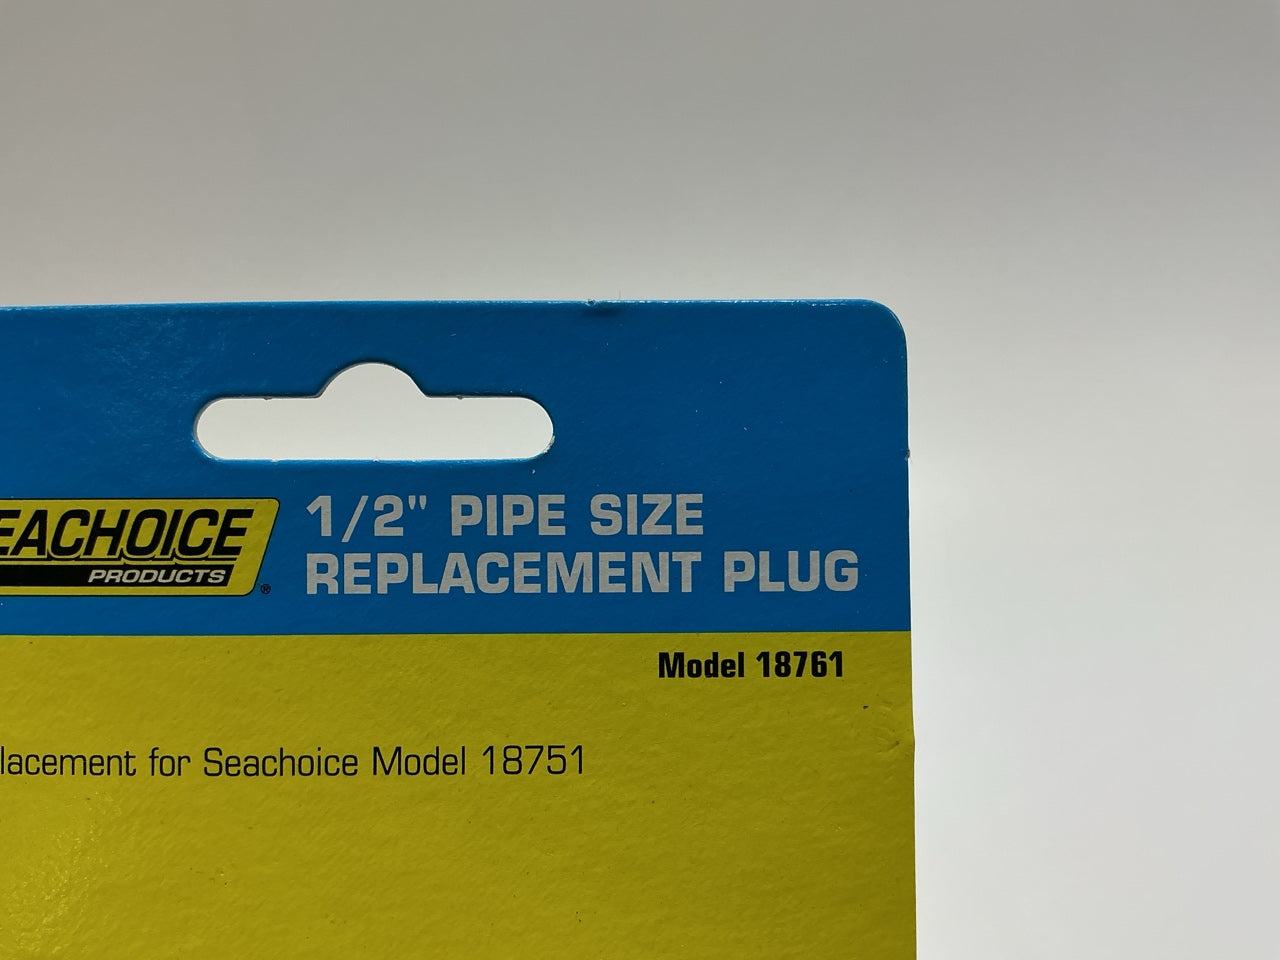 EACHOICE
PRODUCTS
®
1/2" PIPE SIZE
REPLACEMENT PLUG
Model 18761
lacement for Seachoice Model 18751